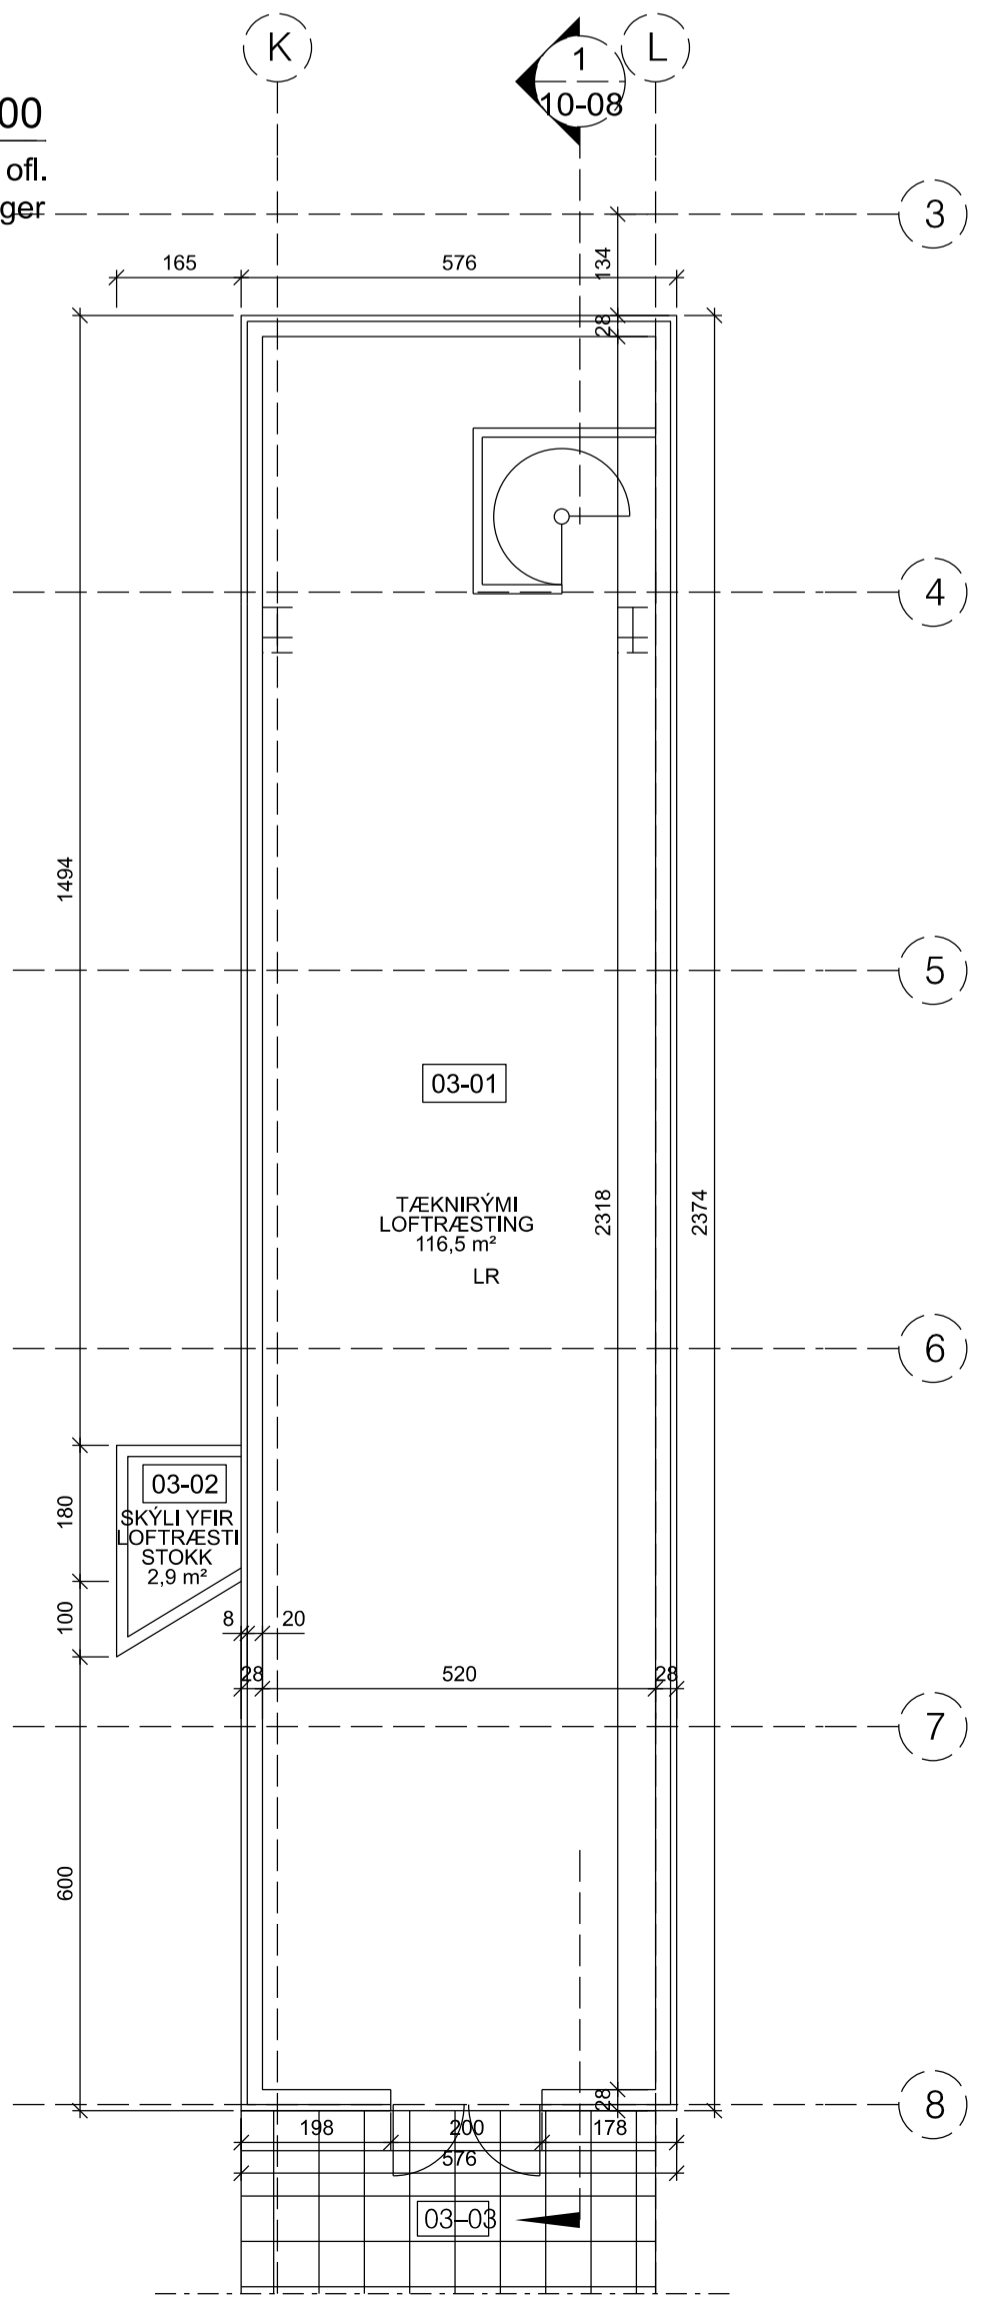 K
1
10-08
L
00
ofl.
ger
3
165
576
134
28
4
1494
5
03-01
TÆKNIRÝMI
LOFTRÆSTING
116,5 m²
LR
2318
2374
6
03-02
SKÝLI YFIR
LOFTRÆSTI
STOKK
2,9 m²
180
100
8
20
28
520
28
7
600
28
8
198
200
178
576
03-03